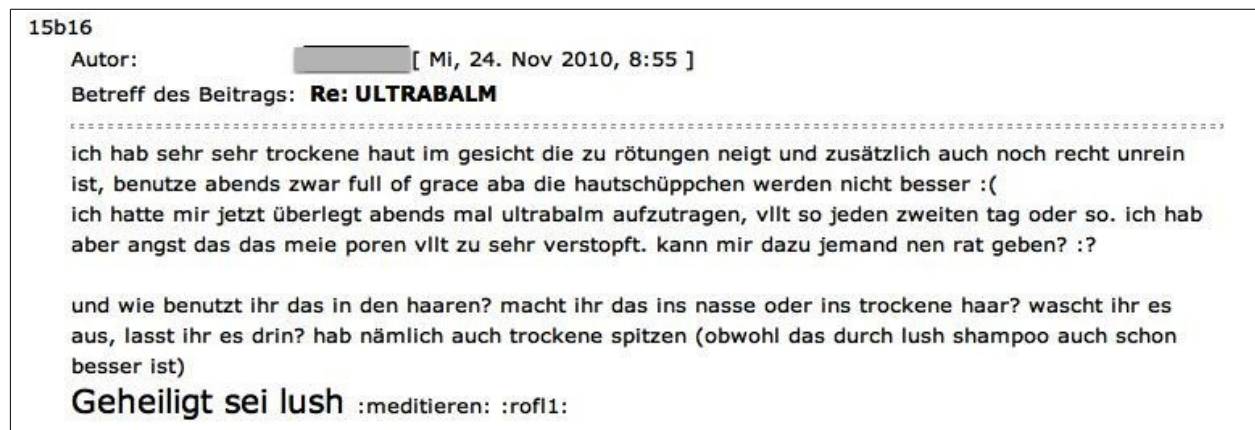 15b16
Autor: [ Mi, 24. Nov 2010, 8:55 ]
Betreff des Beitrags: Re: ULTRABALM
ich hab sehr sehr trockene haut im gesicht die zu rötungen neigt und zusätzlich auch noch recht unrein
ist, benutze abends zwar full of grace aba die hautschüppchen werden nicht besser :(
ich hatte mir jetzt überlegt abends mal ultrabalm aufzutragen, vllt so jeden zweiten tag oder so. ich hab
aber angst das das meie poren vllt zu sehr verstopft. kann mir dazu jemand nen rat geben? :?
und wie benutzt ihr das in den haaren? macht ihr das ins nasse oder ins trockene haar? wascht ihr es
aus, lasst ihr es drin? hab nämlich auch trockene spitzen (obwohl das durch lush shampoo auch schon
besser ist)
Geheiligt sei lush :meditieren: :rofl1: